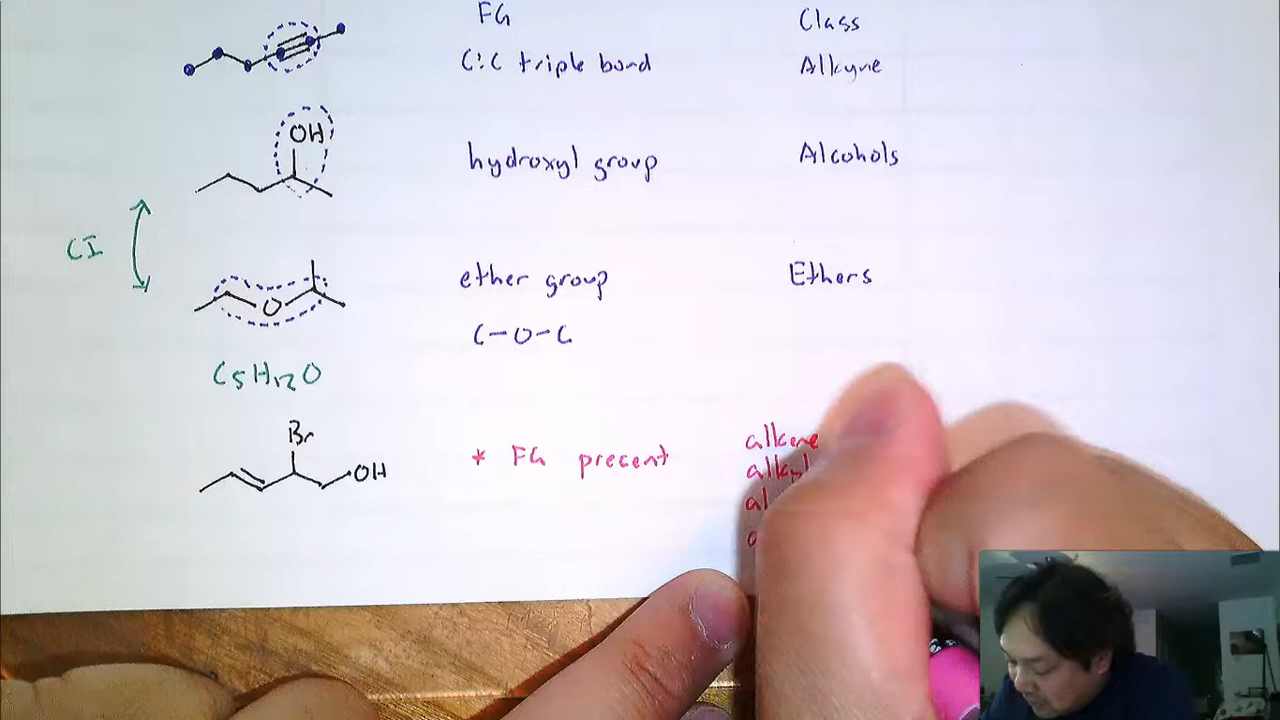 FG Class
C:C triple bond Alkyne
OH
hydroxyl group Alcohols
CI
ether group Ethers
O
C-O-C
C5H12O
Br
* FG present alkene
OH alkyl